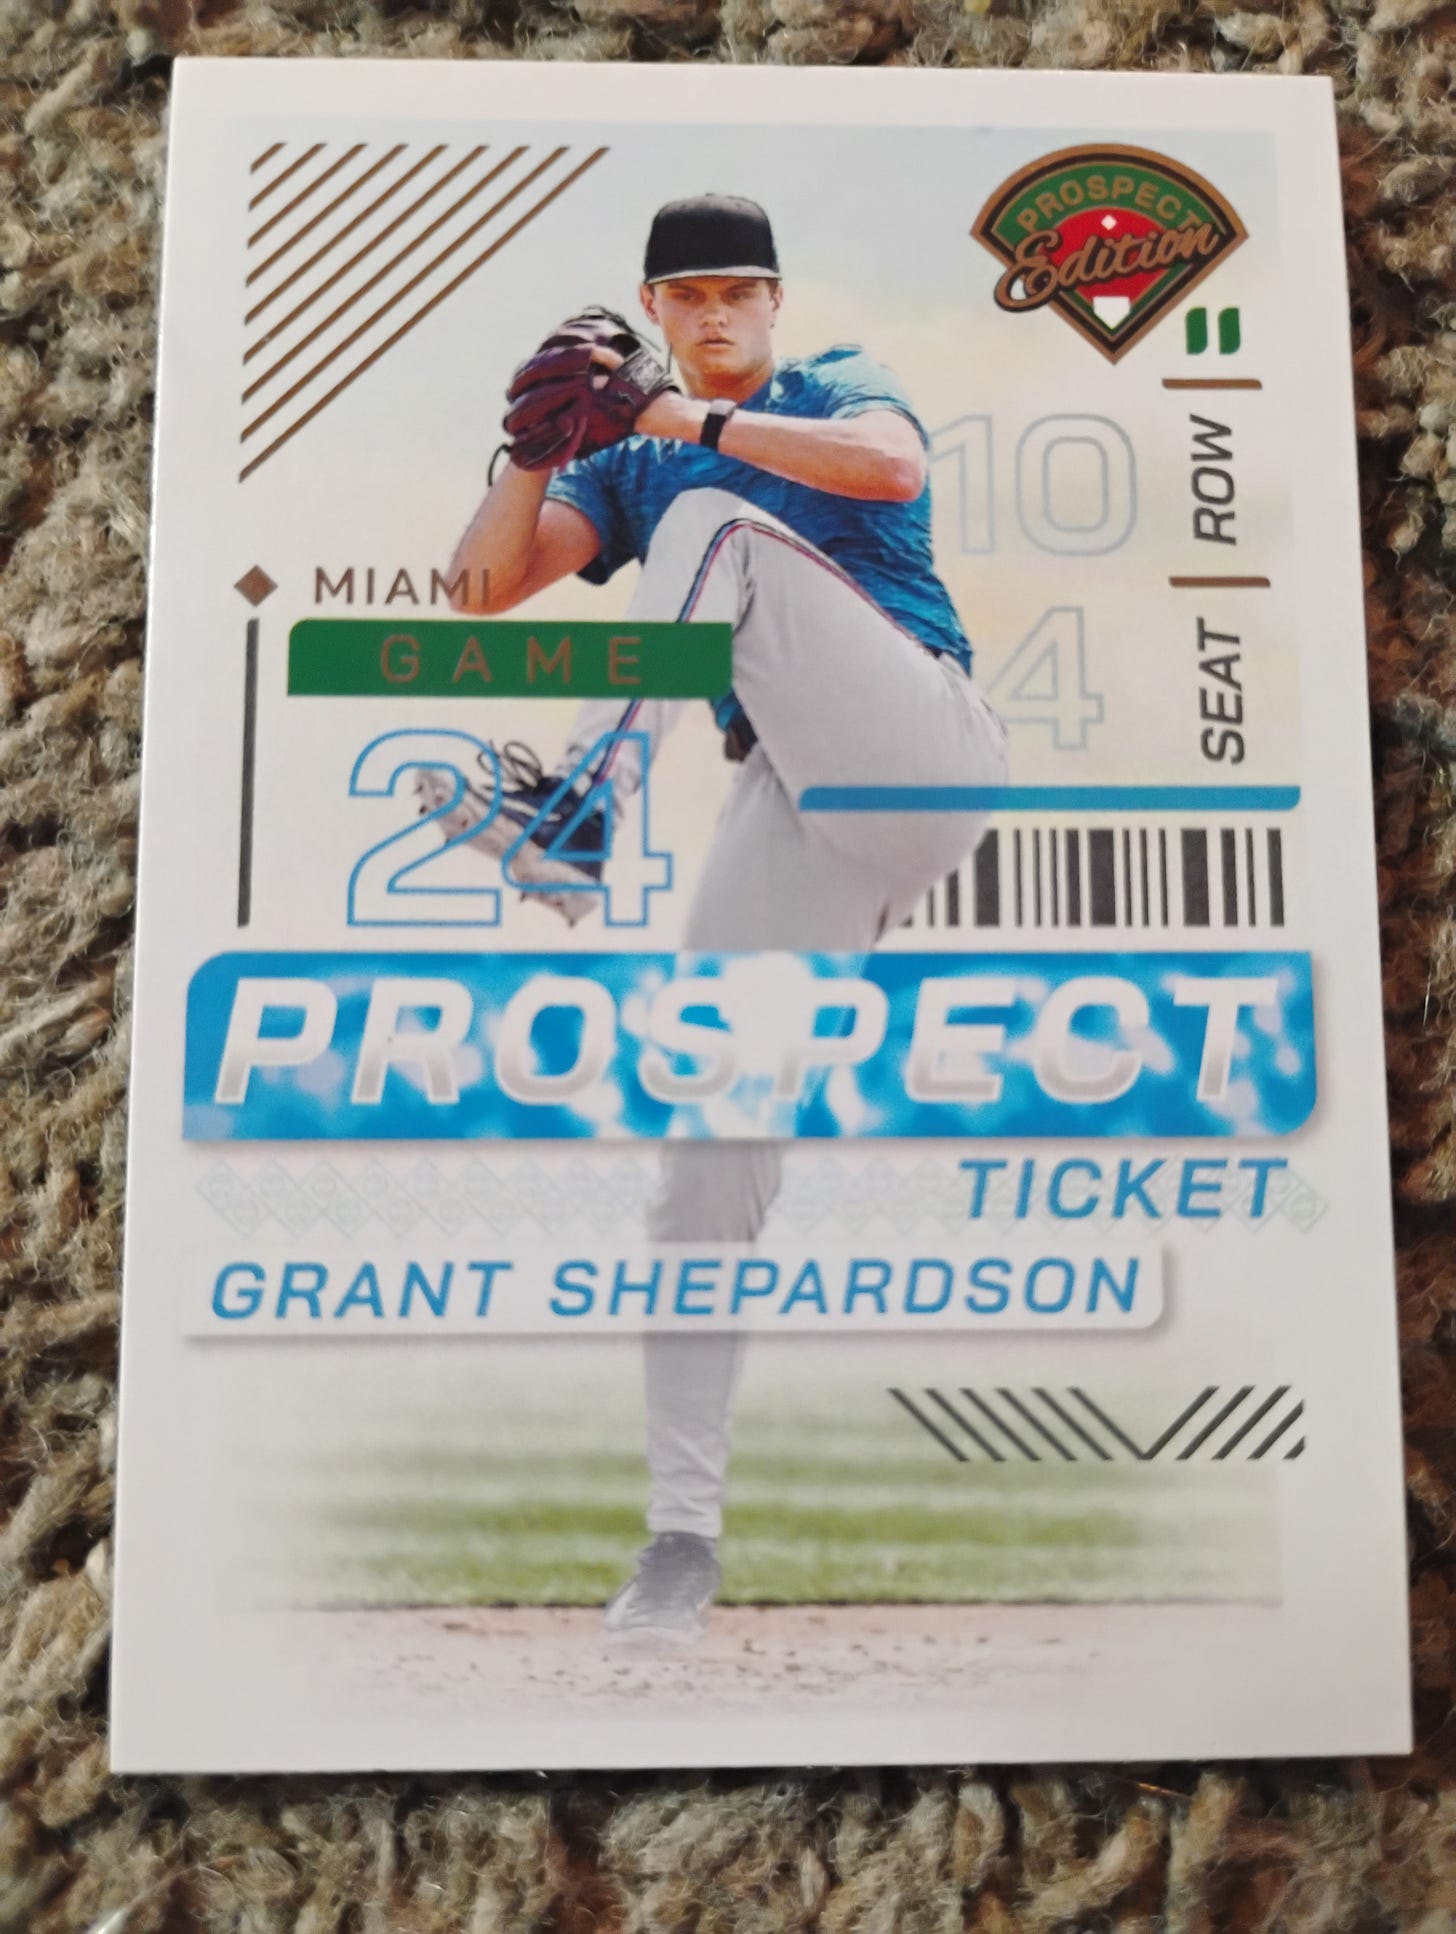 PROSPECT
Edition
MIAMI
GAME
24
10
ROW
4
SEAT
PROSPECT
TICKET
GRANT SHEPARDSON